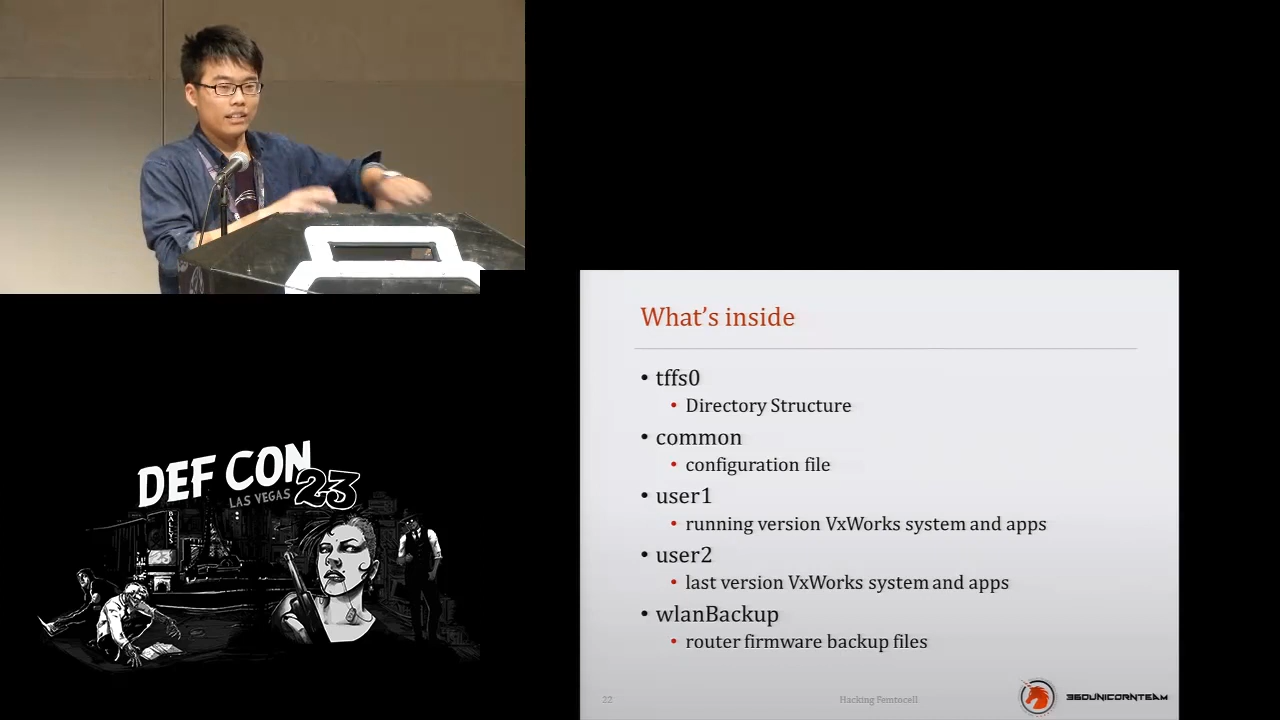 What's inside
• tffs0
• Directory Structure
• common
• configuration file
• user1
• running version VxWorks system and apps
• user2
• last version VxWorks system and apps
• wlanBackup
• router firmware backup files
22
Hacking Femtocell
360UNICORNTEAM
DEF CON
LAS VEGAS 23
BALLYS